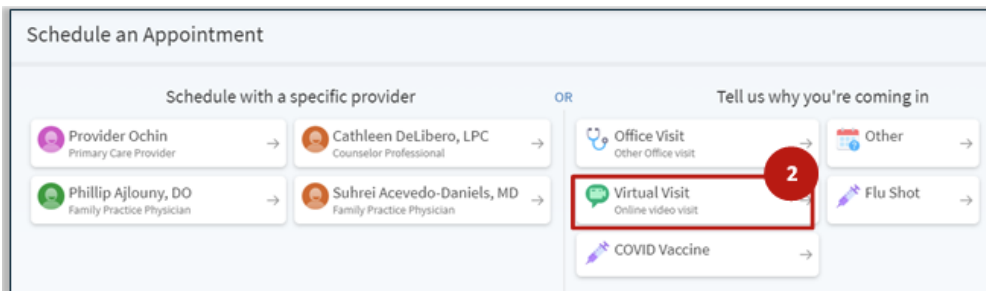 Schedule an Appointment
Schedule with a specific provider
OR
Tell us why you're coming in
Provider Ochin
Primary Care Provider
Cathleen DeLibero, LPC
Counselor Professional
Phillip Ajlouny, DO
Family Practice Physician
Suhrei Acevedo-Daniels, MD
Family Practice Physician
Office Visit
Other Office visit
Other
2
Virtual Visit
Online video visit
Flu Shot
COVID Vaccine